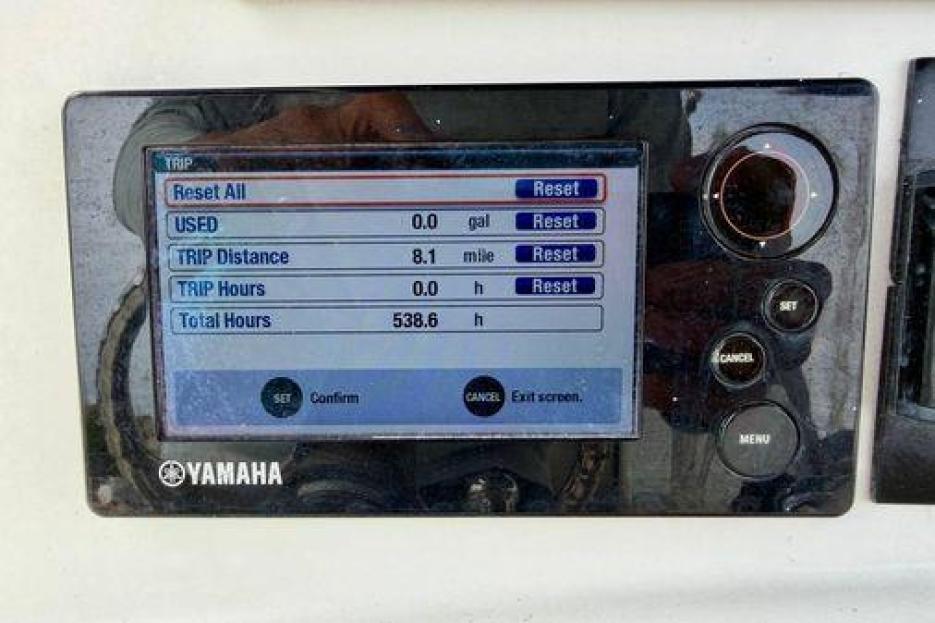 TRIP
Reset All Reset
USED 0.0 gal Reset
TRIP Distance 8.1 mile Reset
TRIP Hours 0.0 h Reset
Total Hours 538.6 h
SET Confirm CANCEL Exit screen.
YAMAHA
SET
CANCEL
MENU